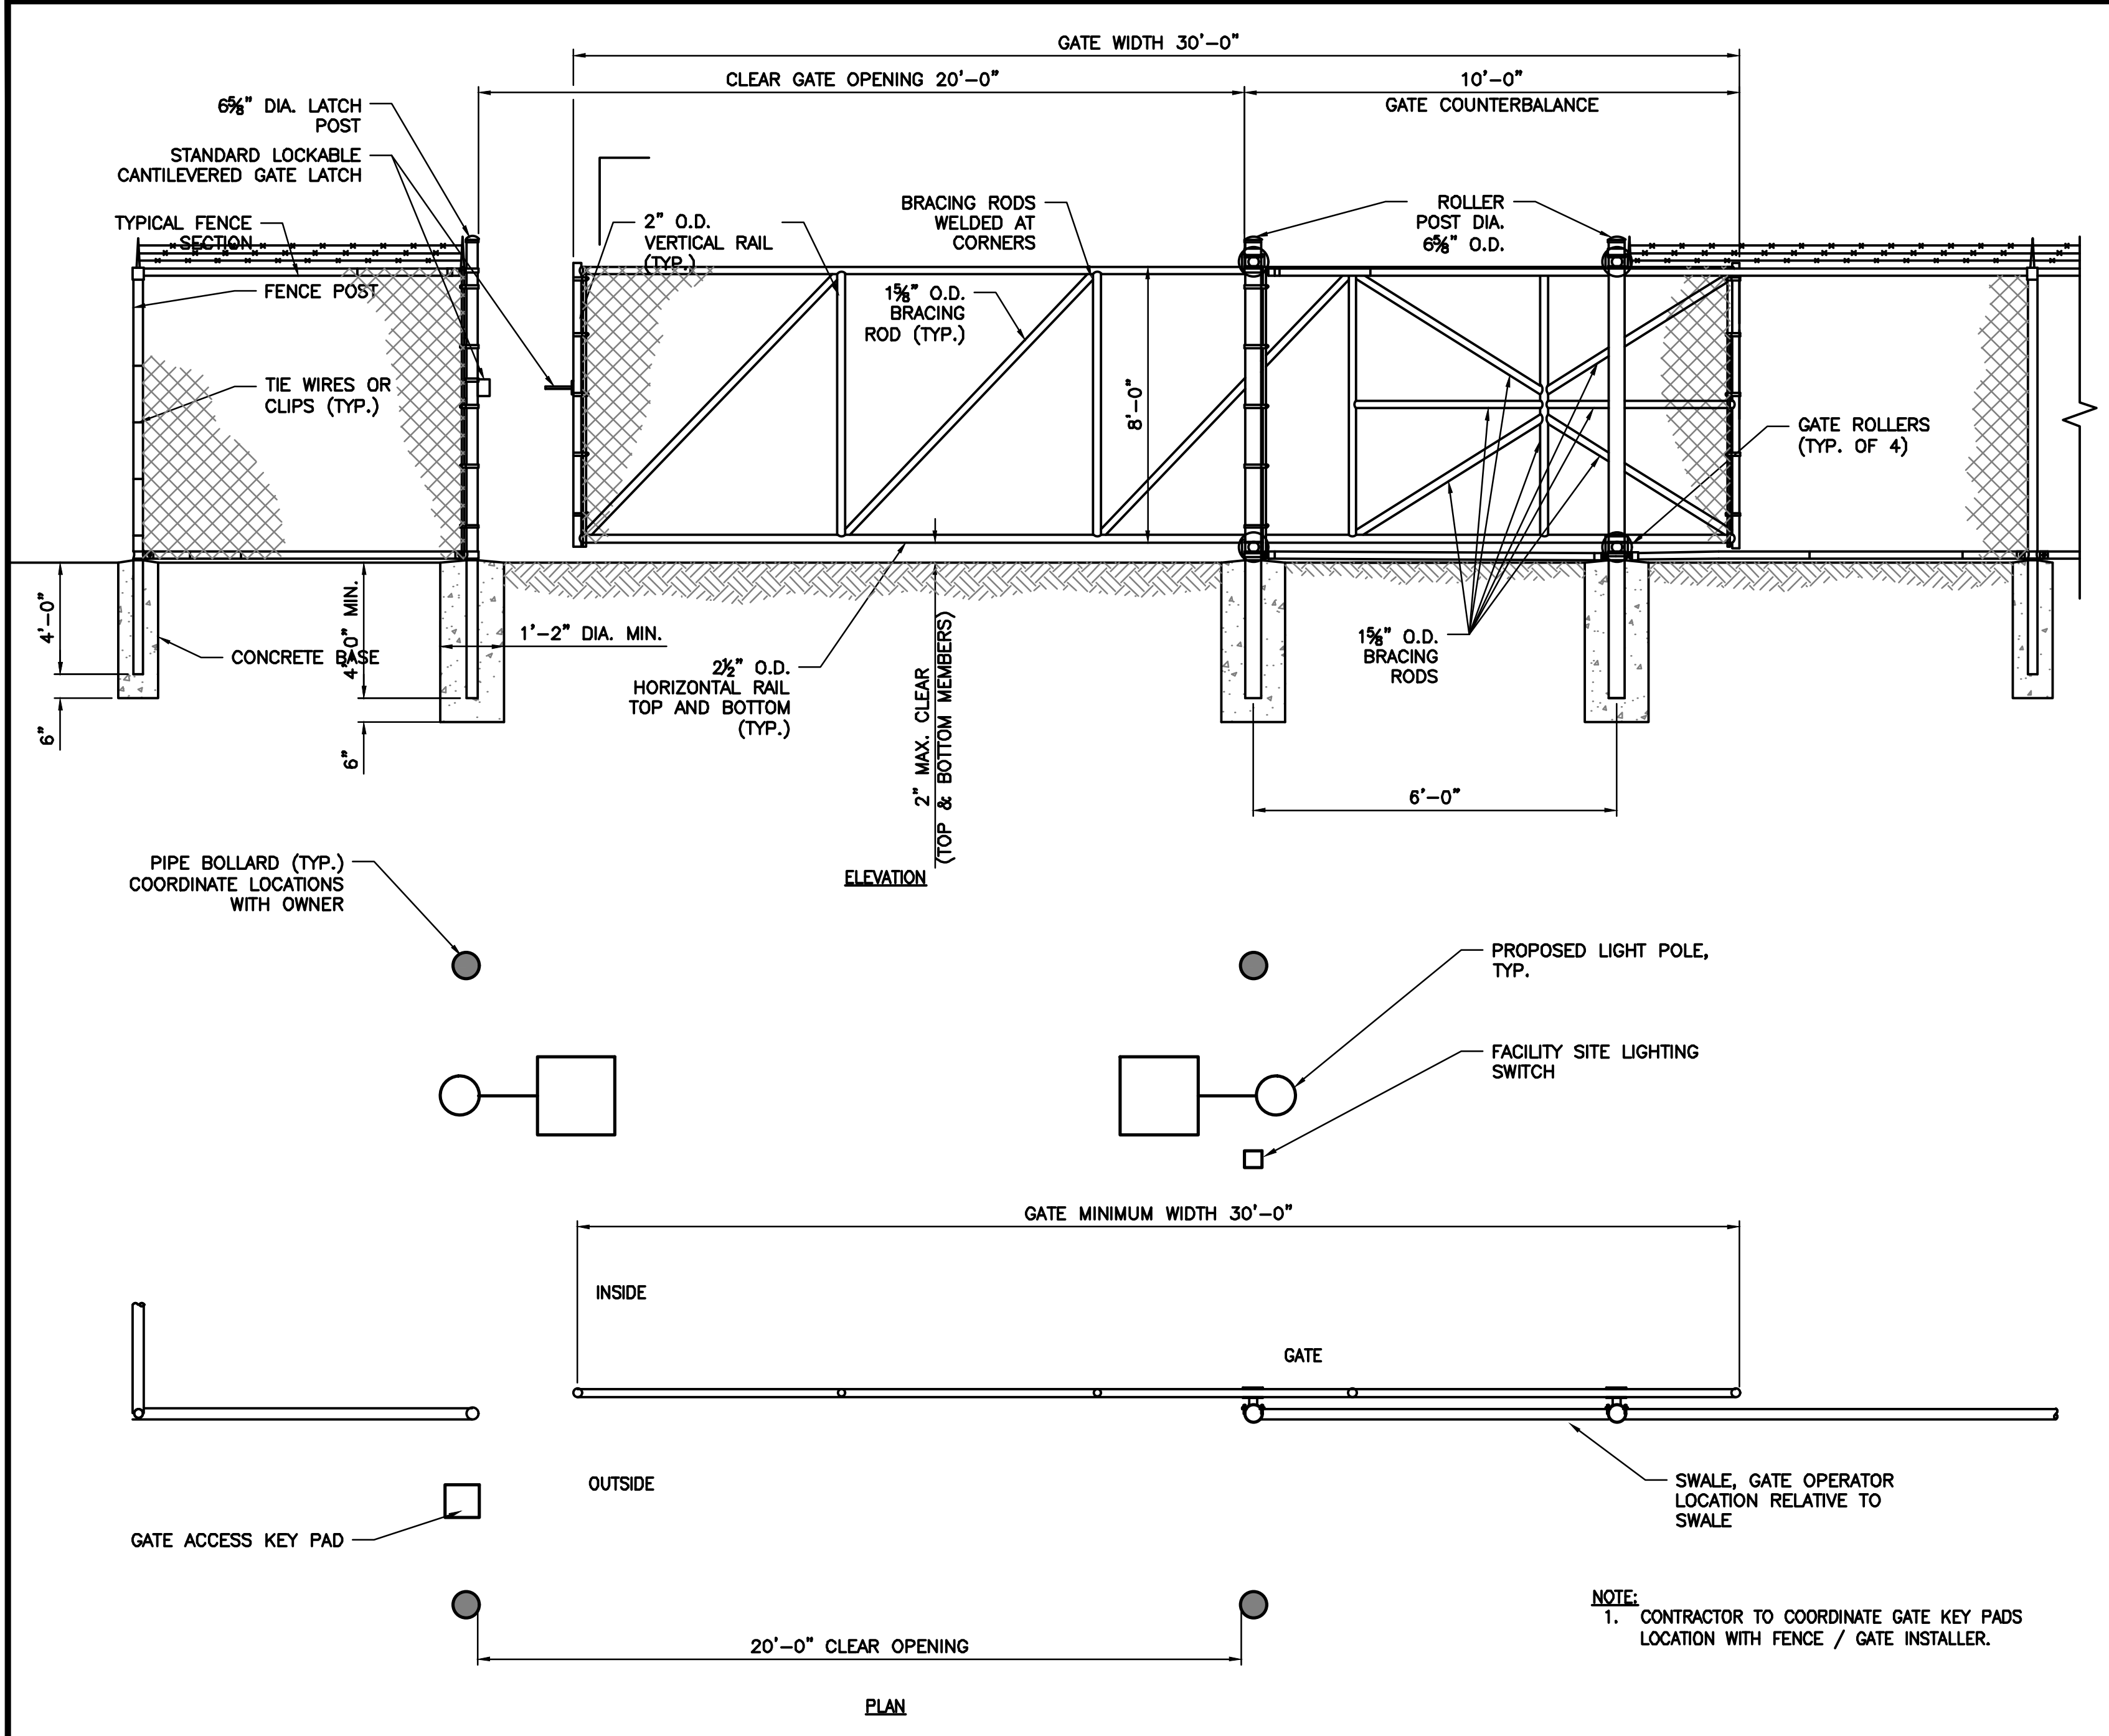 GATE WIDTH 30'-0"
CLEAR GATE OPENING 20'-0"
10'-0"
GATE COUNTERBALANCE
6⅝" DIA. LATCH
POST
STANDARD LOCKABLE
CANTILEVERED GATE LATCH
TYPICAL FENCE
SECTION
FENCE POST
TIE WIRES OR
CLIPS (TYP.)
2" O.D.
VERTICAL RAIL
(TYP.)
BRACING RODS
WELDED AT
CORNERS
1⅝" O.D.
BRACING
ROD (TYP.)
8'-0"
ROLLER
POST DIA.
6⅝" O.D.
GATE ROLLERS
(TYP. OF 4)
4'-0"
6"
CONCRETE BASE
4'-0" MIN.
6"
1'-2" DIA. MIN.
2½" O.D.
HORIZONTAL RAIL
TOP AND BOTTOM
(TYP.)
2" MAX. CLEAR
(TOP & BOTTOM MEMBERS)
1⅝" O.D.
BRACING
RODS
6'-0"
ELEVATION
PIPE BOLLARD (TYP.)
COORDINATE LOCATIONS
WITH OWNER
PROPOSED LIGHT POLE,
TYP.
FACILITY SITE LIGHTING
SWITCH
GATE MINIMUM WIDTH 30'-0"
INSIDE
GATE
OUTSIDE
SWALE, GATE OPERATOR
LOCATION RELATIVE TO
SWALE
GATE ACCESS KEY PAD
20'-0" CLEAR OPENING
NOTE:
1. CONTRACTOR TO COORDINATE GATE KEY PADS
LOCATION WITH FENCE / GATE INSTALLER.
PLAN